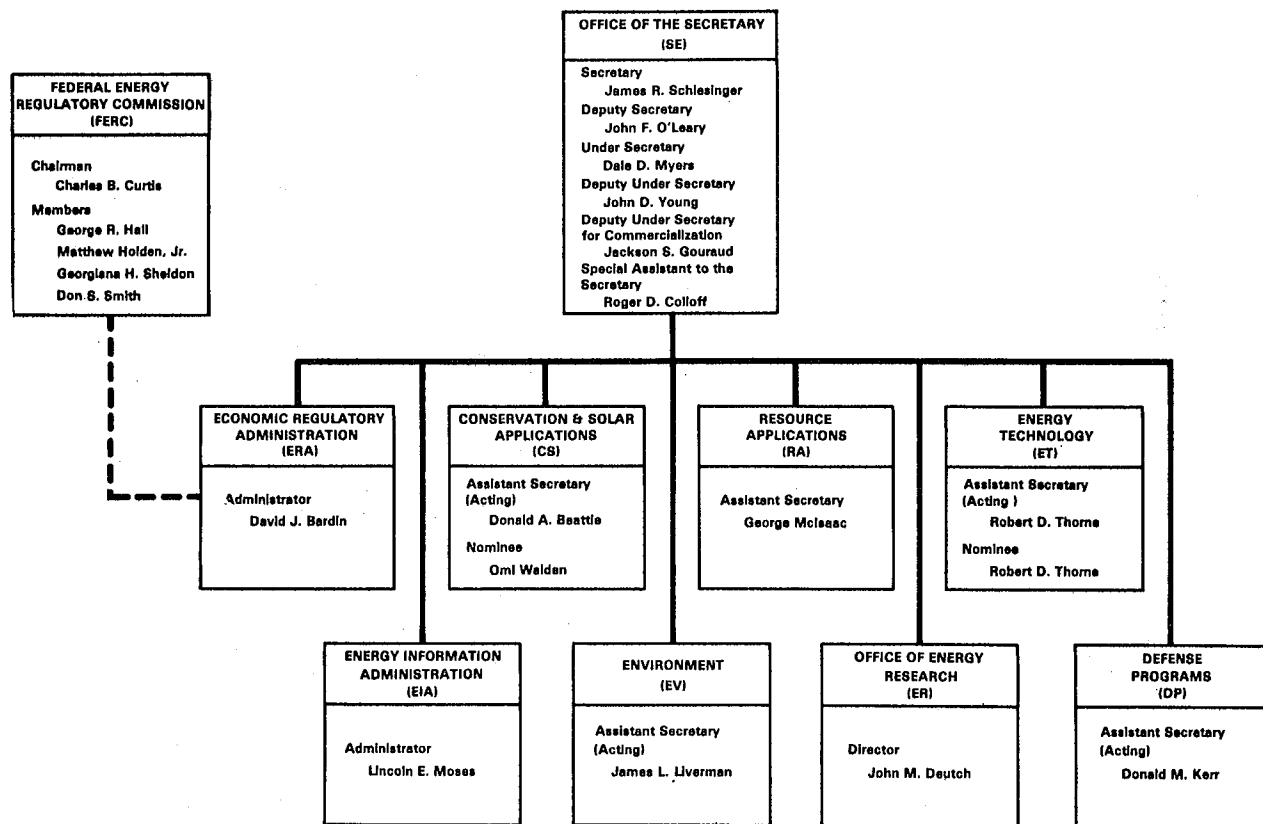 OFFICE OF THE SECRETARY
(SE)
Secretary
James R. Schlesinger
Deputy Secretary
John F. O'Leary
Under Secretary
Dale D. Myers
Deputy Under Secretary
John D. Young
Deputy Under Secretary
for Commercialization
Jackson S. Gouraud
Special Assistant to the
Secretary
Roger D. Colloff
FEDERAL ENERGY
REGULATORY COMMISSION
(FERC)
Chairman
Charles B. Curtis
Members
George R. Hall
Matthew Holden, Jr.
Georgiana H. Sheldon
Don S. Smith
ECONOMIC REGULATORY
ADMINISTRATION
(ERA)
Administrator
David J. Bardin
CONSERVATION & SOLAR
APPLICATIONS
(CS)
Assistant Secretary
(Acting)
Donald A. Beattie
Nominee
Omi Walden
RESOURCE
APPLICATIONS
(RA)
Assistant Secretary
George McIsaac
ENERGY
TECHNOLOGY
(ET)
Assistant Secretary
(Acting )
Robert D. Thorne
Nominee
Robert D. Thorne
ENERGY INFORMATION
ADMINISTRATION
(EIA)
Administrator
Lincoln E. Moses
ENVIRONMENT
(EV)
Assistant Secretary
(Acting)
James L. Liverman
OFFICE OF ENERGY
RESEARCH
(ER)
Director
John M. Deutch
DEFENSE
PROGRAMS
(DP)
Assistant Secretary
(Acting)
Donald M. Kerr